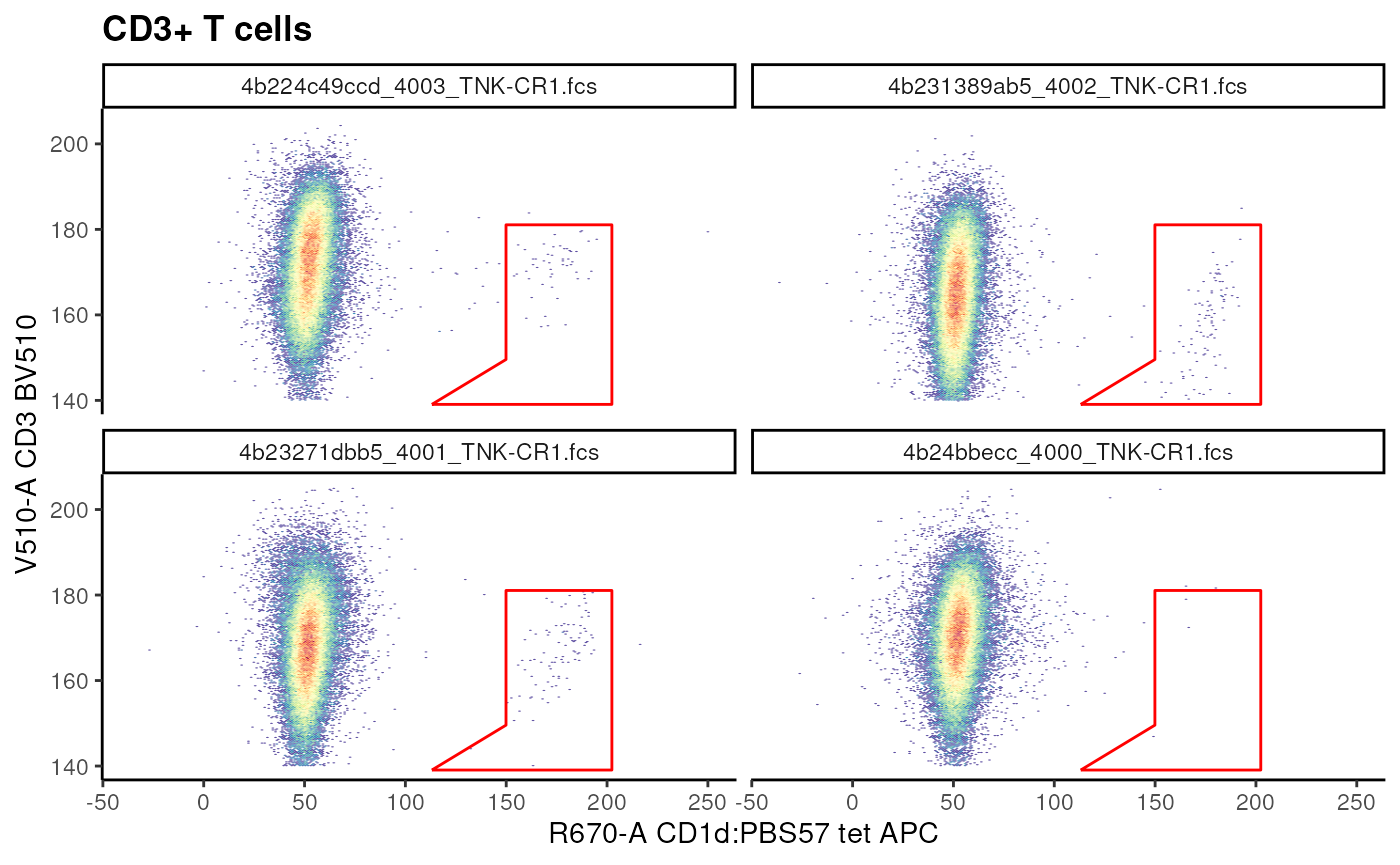 CD3+ T cells
4b224c49ccd_4003_TNK-CR1.fcs
4b231389ab5_4002_TNK-CR1.fcs
200
180
160
140
4b23271dbb5_4001_TNK-CR1.fcs
4b24bbecc_4000_TNK-CR1.fcs
200
180
160
140
V510-A CD3 BV510
-50 0 50 100 150 200 250 -50 0 50 100 150 200 250
R670-A CD1d:PBS57 tet APC